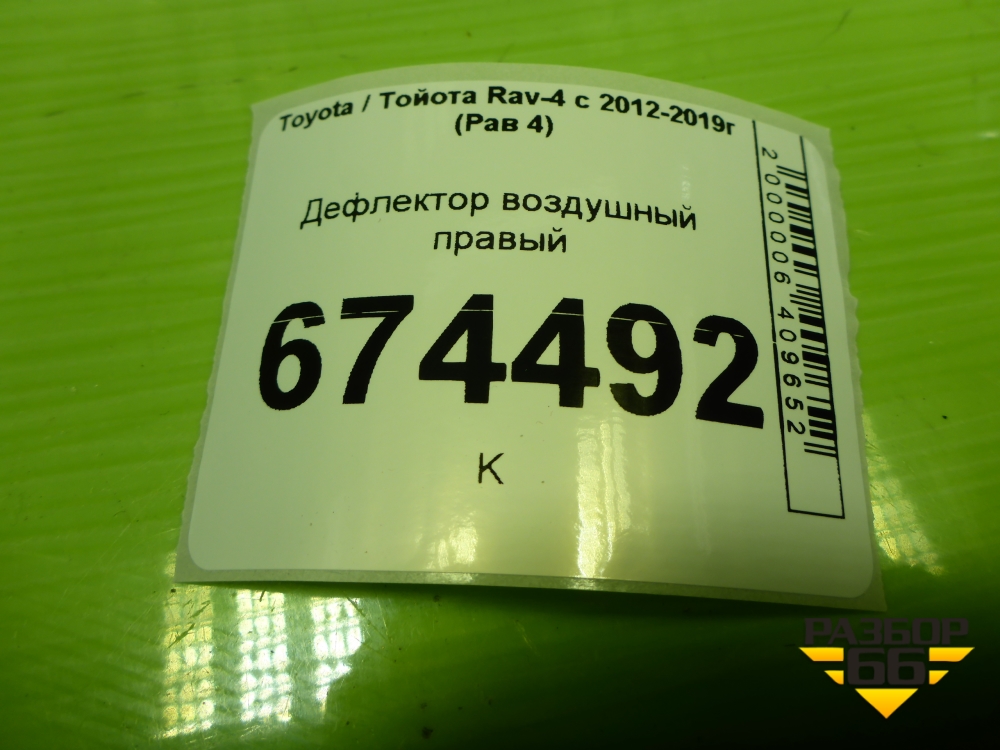 Toyota / Тойота Rav-4 с 2012-2019г
(Рав 4)
Дефлектор воздушный
правый
674492
К
2000006409652
РАЗБОР
66